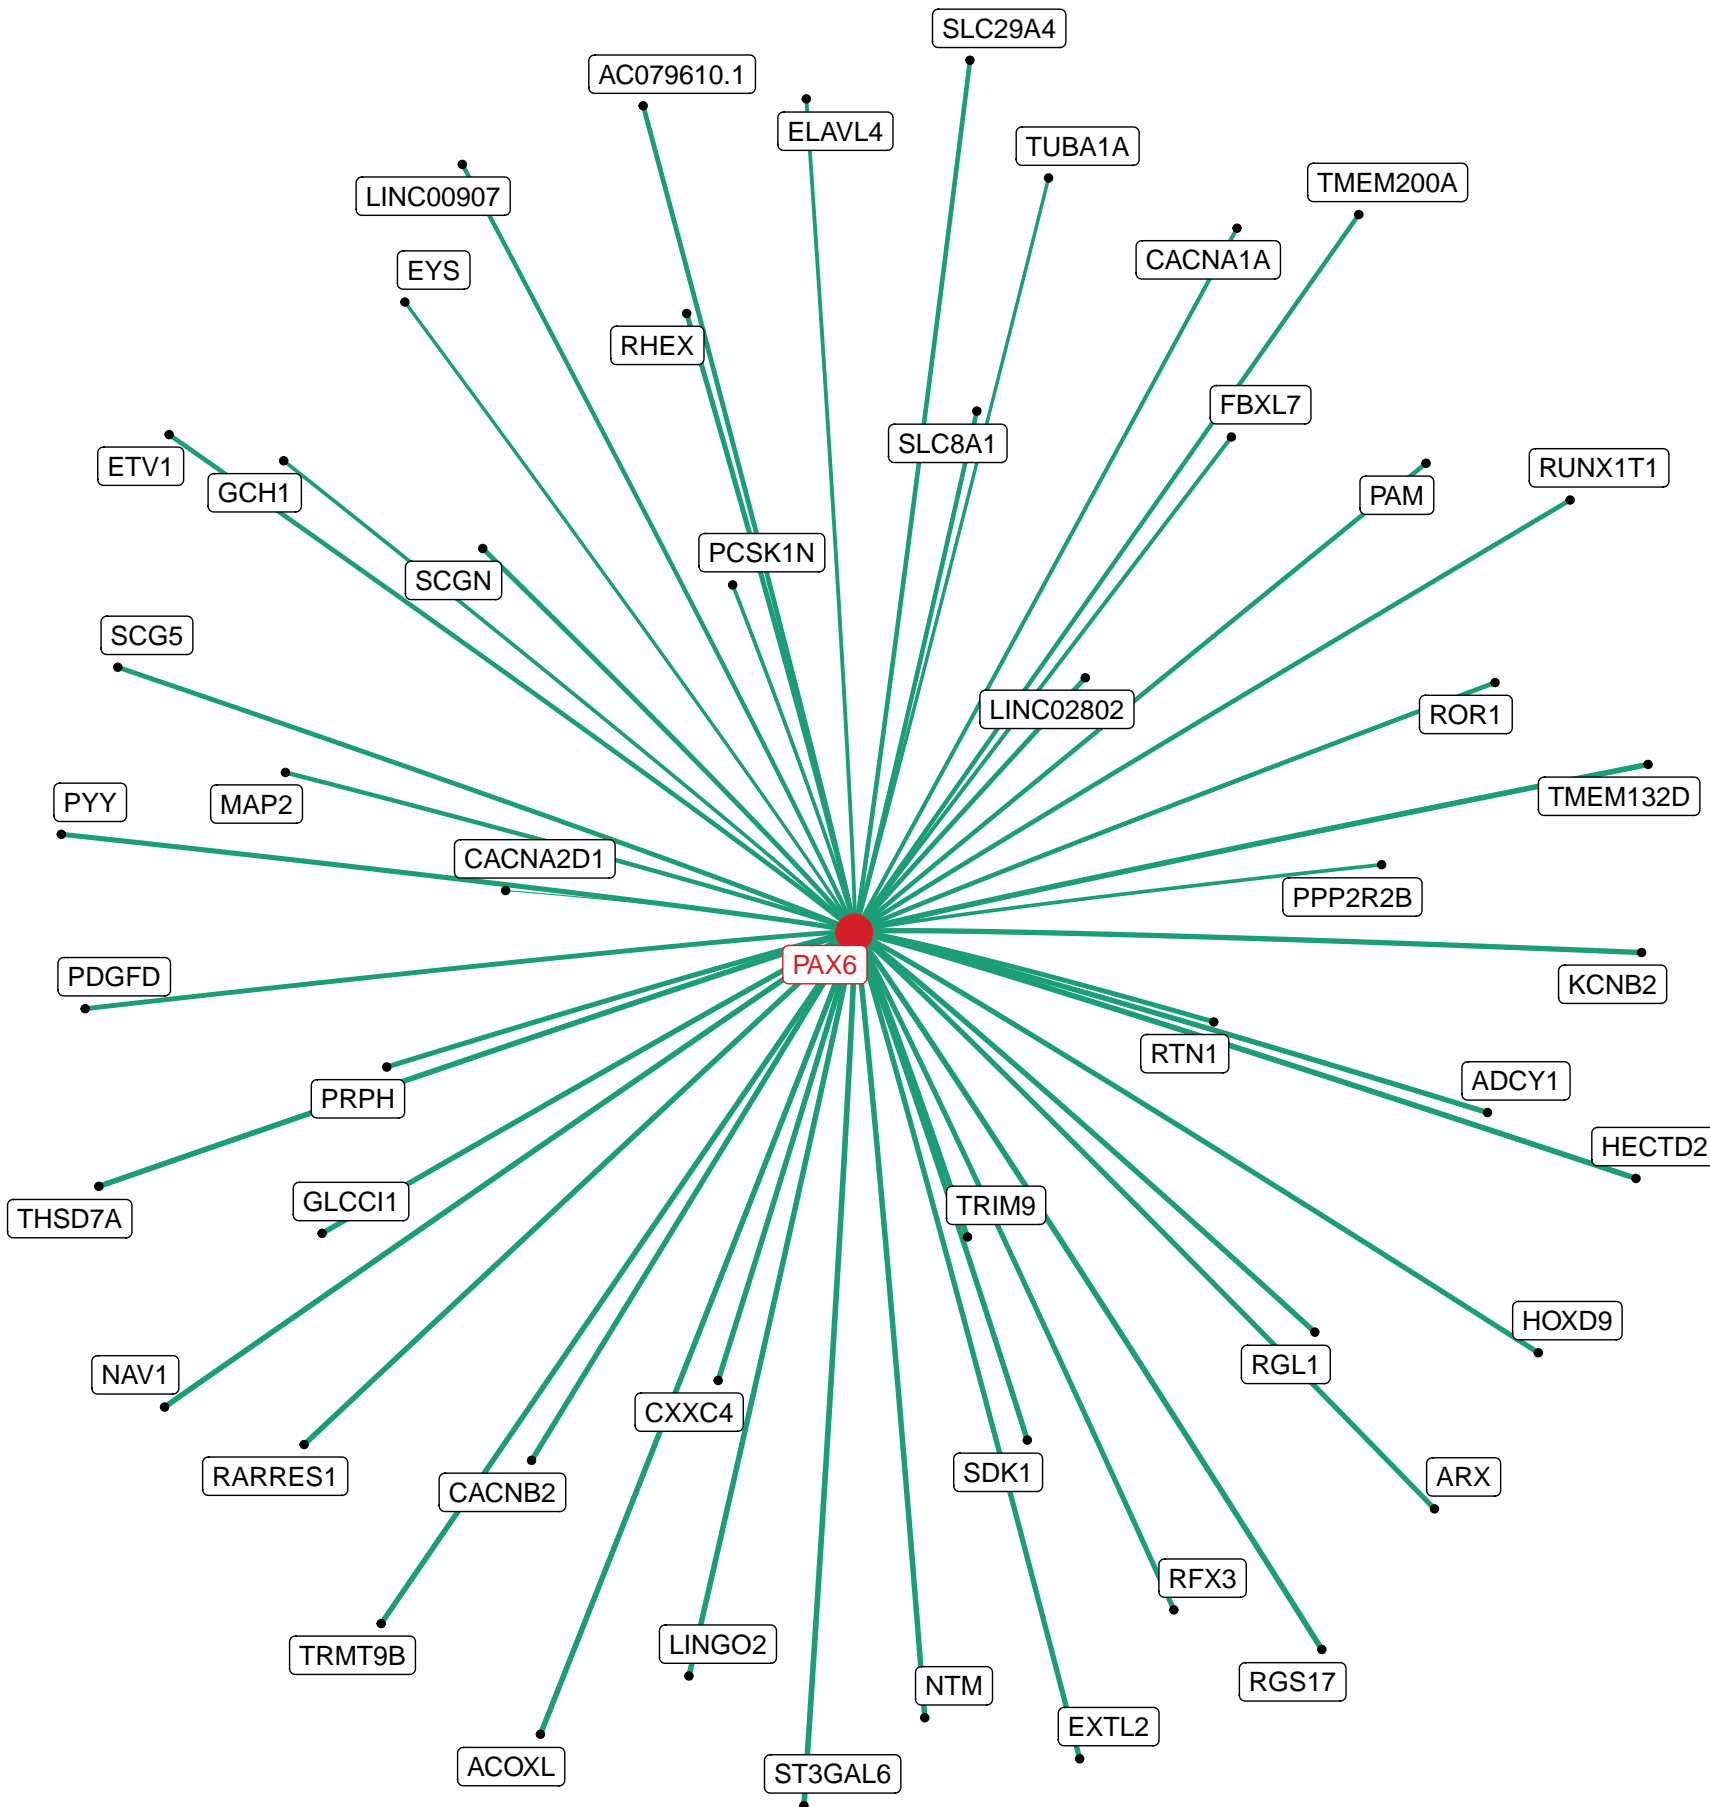 SLC29A4
AC079610.1
ELAVL4
TUBA1A
TMEM200A
LINC00907
CACNA1A
EYS
RHEX
FBXL7
SLC8A1
ETV1
RUNX1T1
GCH1
PAM
PCSK1N
SCGN
SCG5
LINC02802
ROR1
TMEM132D
PYY
MAP2
CACNA2D1
PPP2R2B
PAX6
PDGFD
KCNB2
RTN1
ADCY1
PRPH
HECTD2
GLCCI1
TRIM9
THSD7A
HOXD9
RGL1
NAV1
CXXC4
SDK1
RARRES1
ARX
CACNB2
RFX3
LINGO2
TRMT9B
RGS17
NTM
EXTL2
ACOXL
ST3GAL6